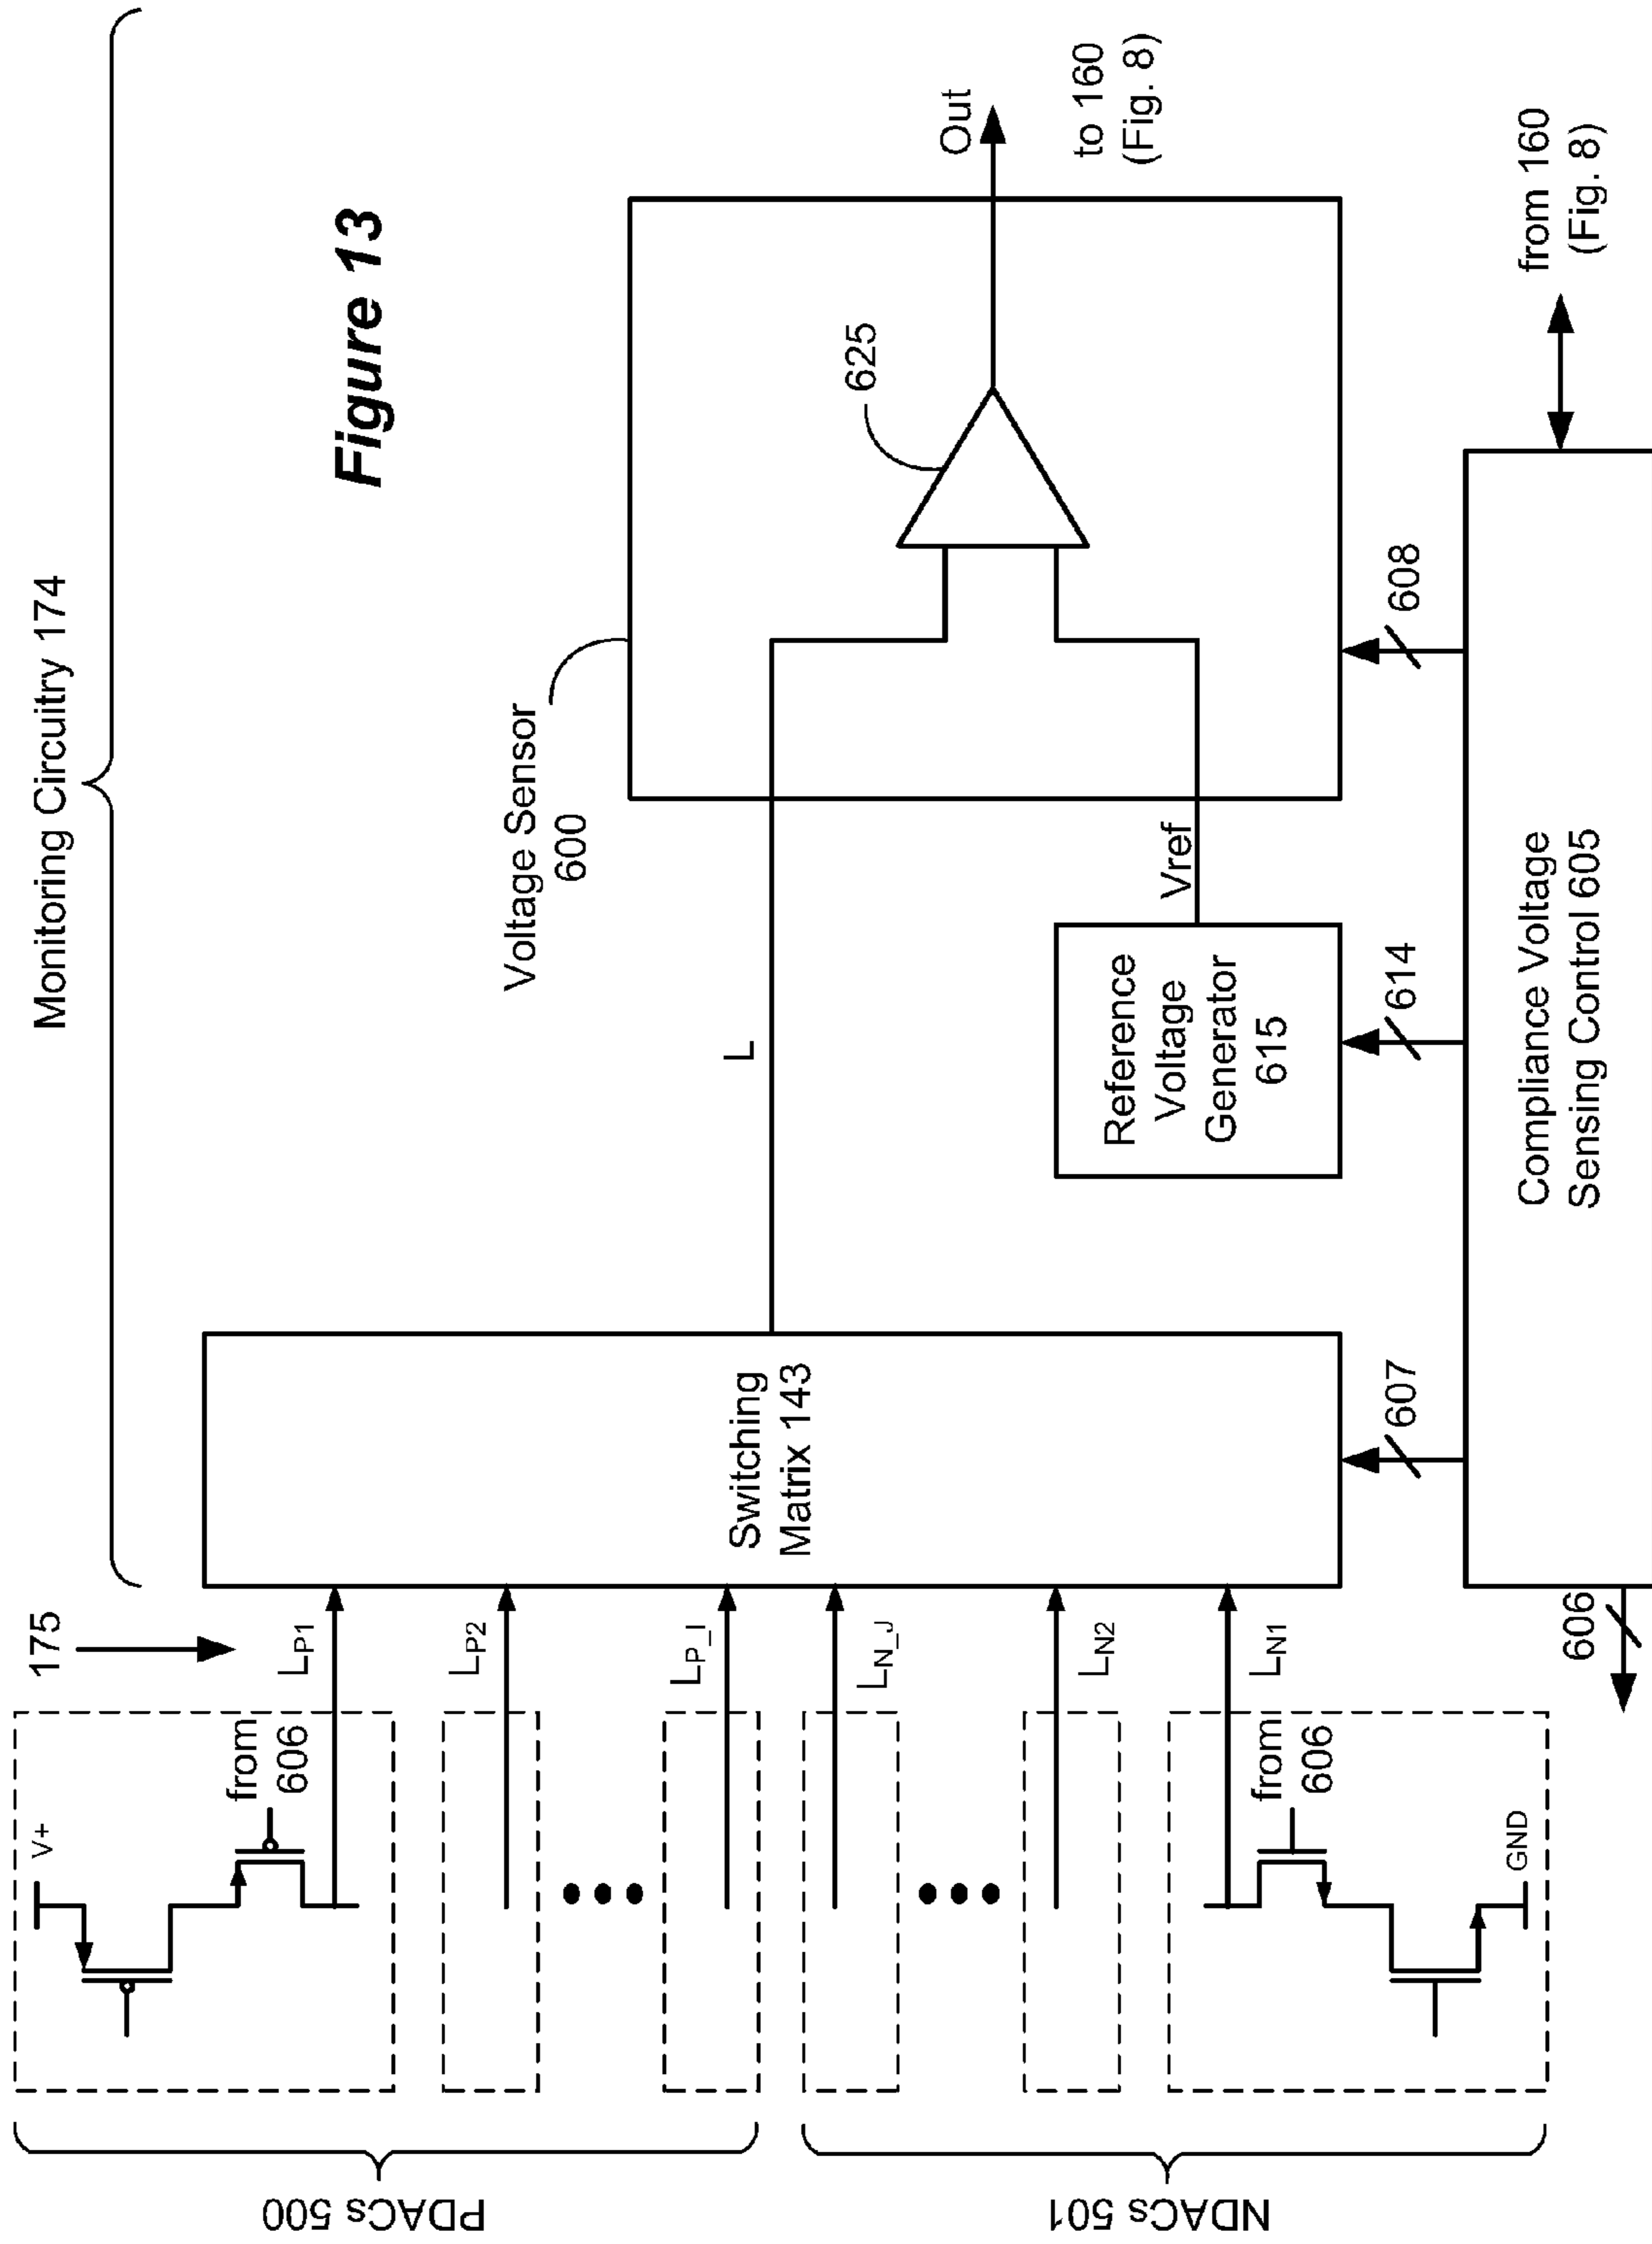 Monitoring Circuitry 174
Figure 13
175
V+
from
606
LP1
LP2
LP_I
LN_J
LN2
LN1
from
606
GND
PDACs 500
NDACs 501
Switching
Matrix 143
L
Voltage Sensor
600
625
Out
to 160
(Fig. 8)
Reference
Voltage
Generator
615
Vref
607
614
608
606
Compliance Voltage
Sensing Control 605
from 160
(Fig. 8)